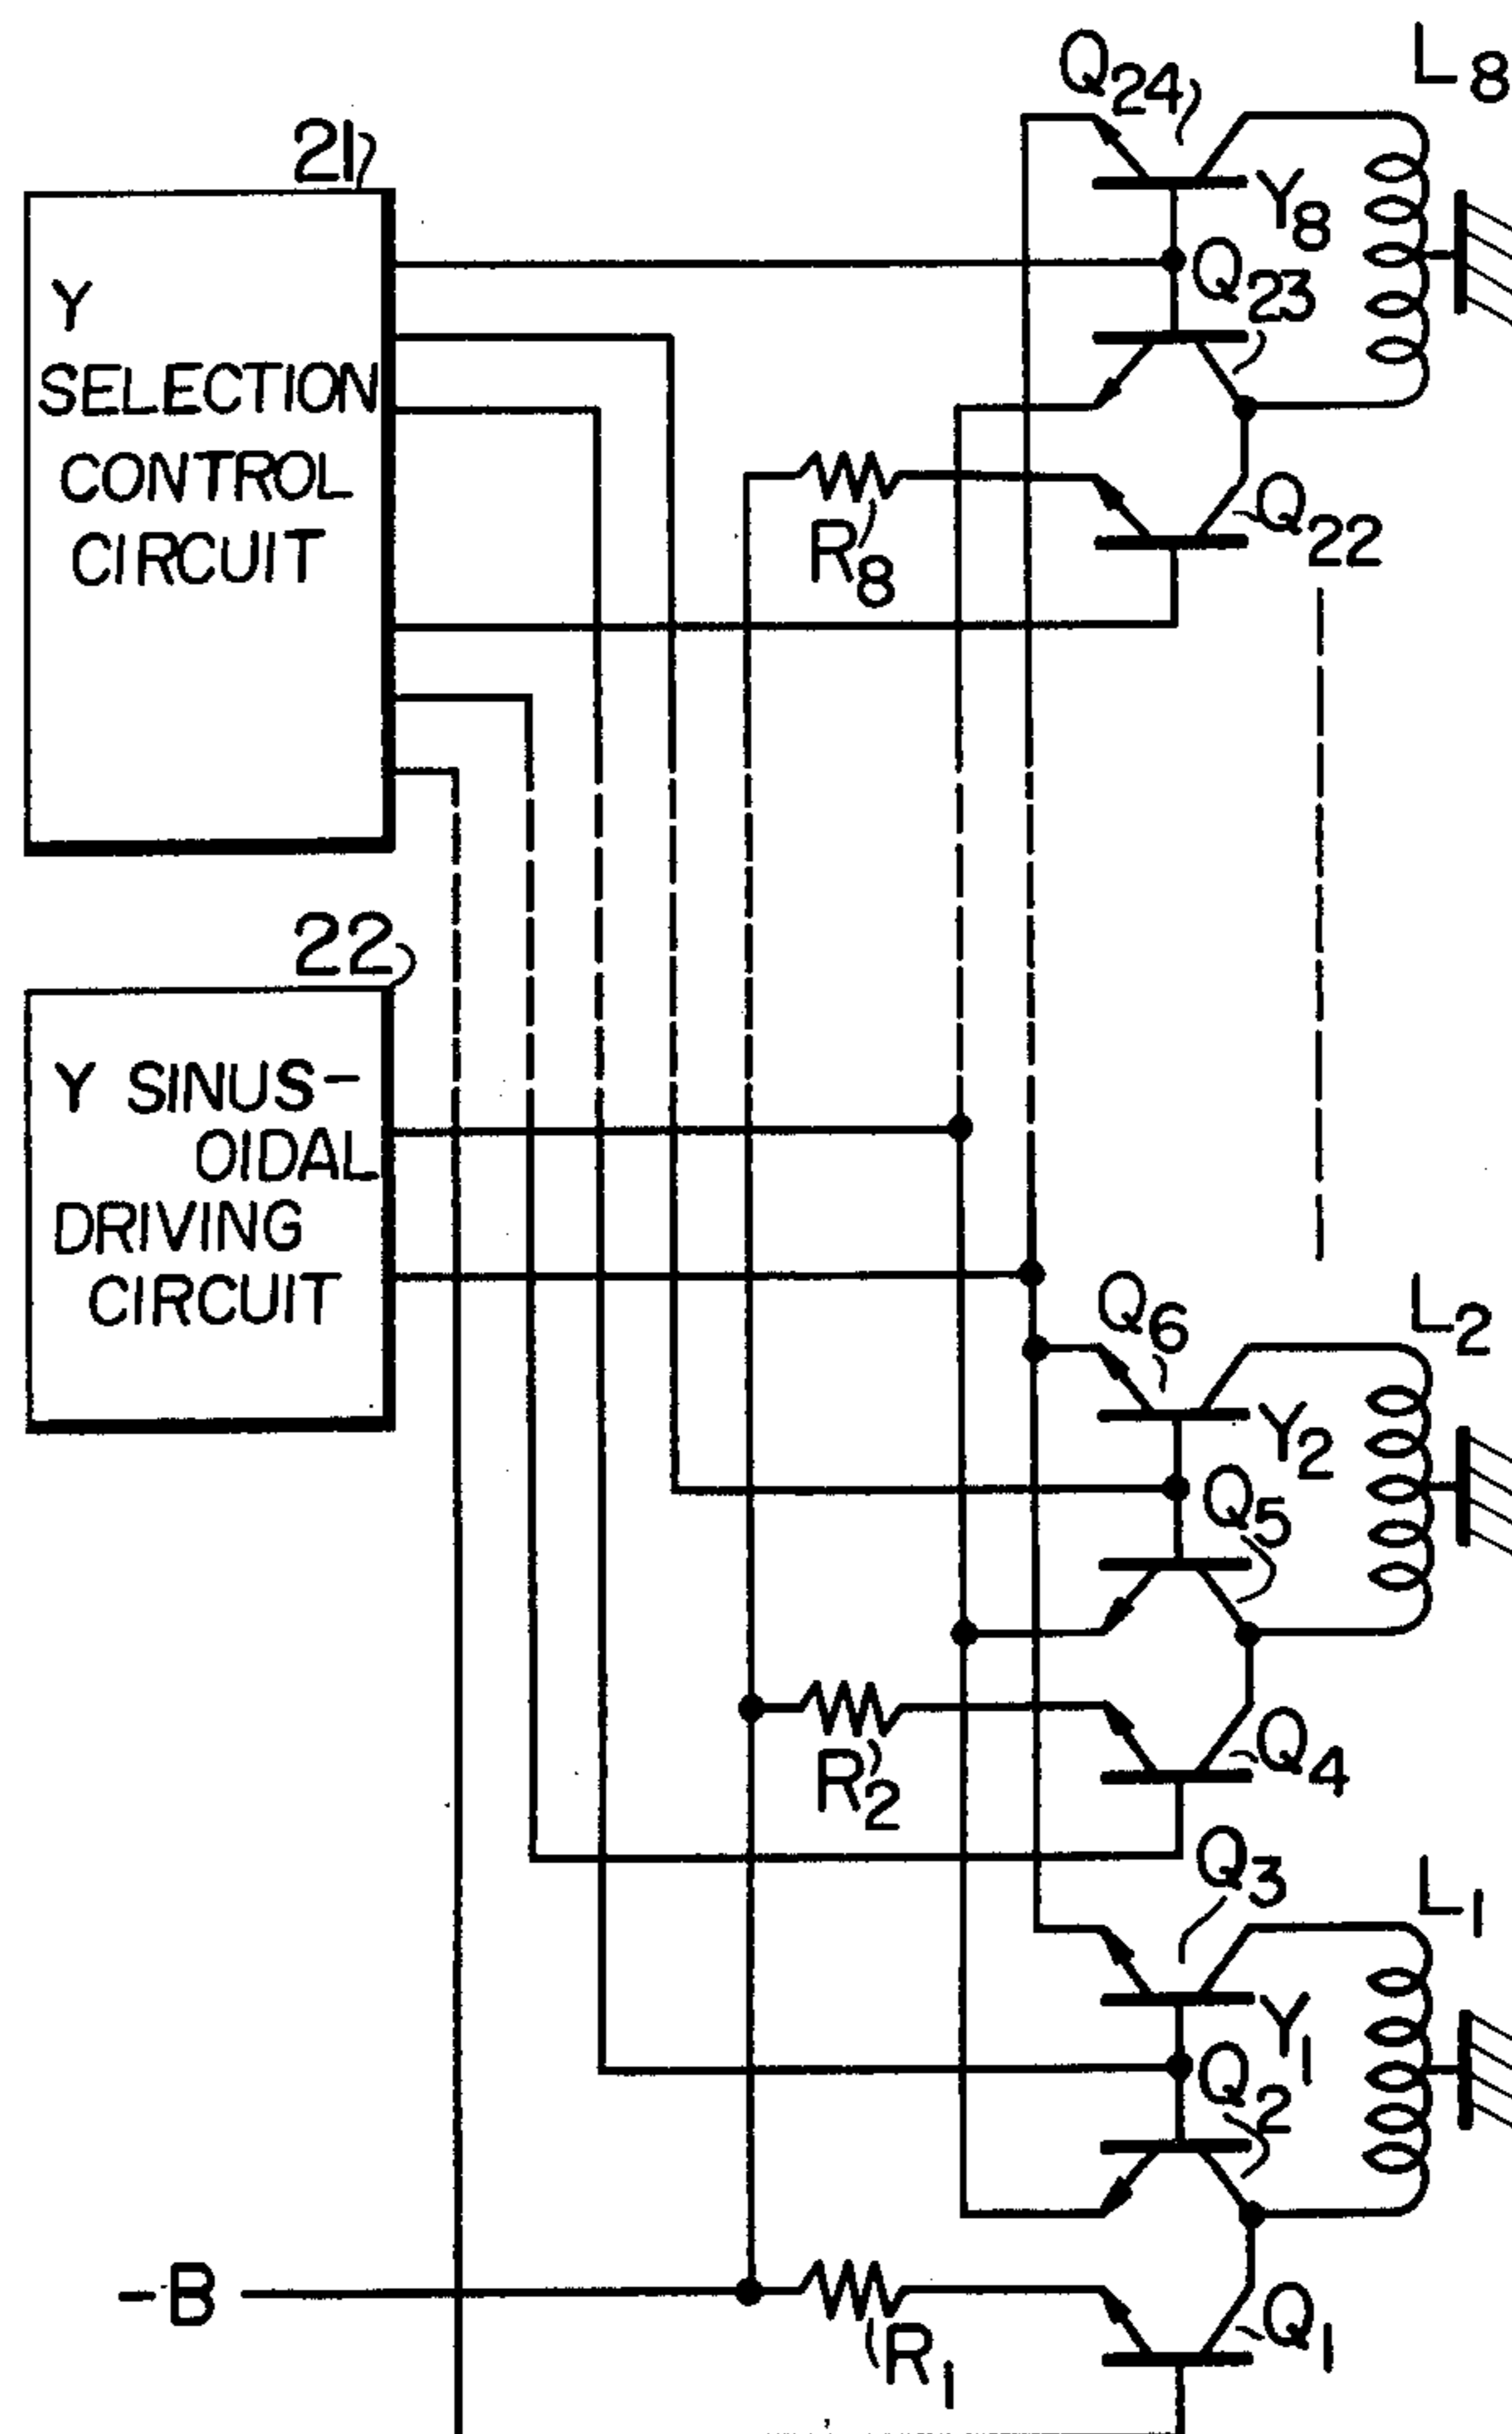 Q24
L8
21
Y8
Q23
Y
SELECTION
CONTROL
CIRCUIT
R8
Q22
22
Y SINUS-
OIDAL
DRIVING
CIRCUIT
Q6
L2
Y2
Q5
R2
Q4
Q3
L1
Y1
Q2
-B
R1
Q1